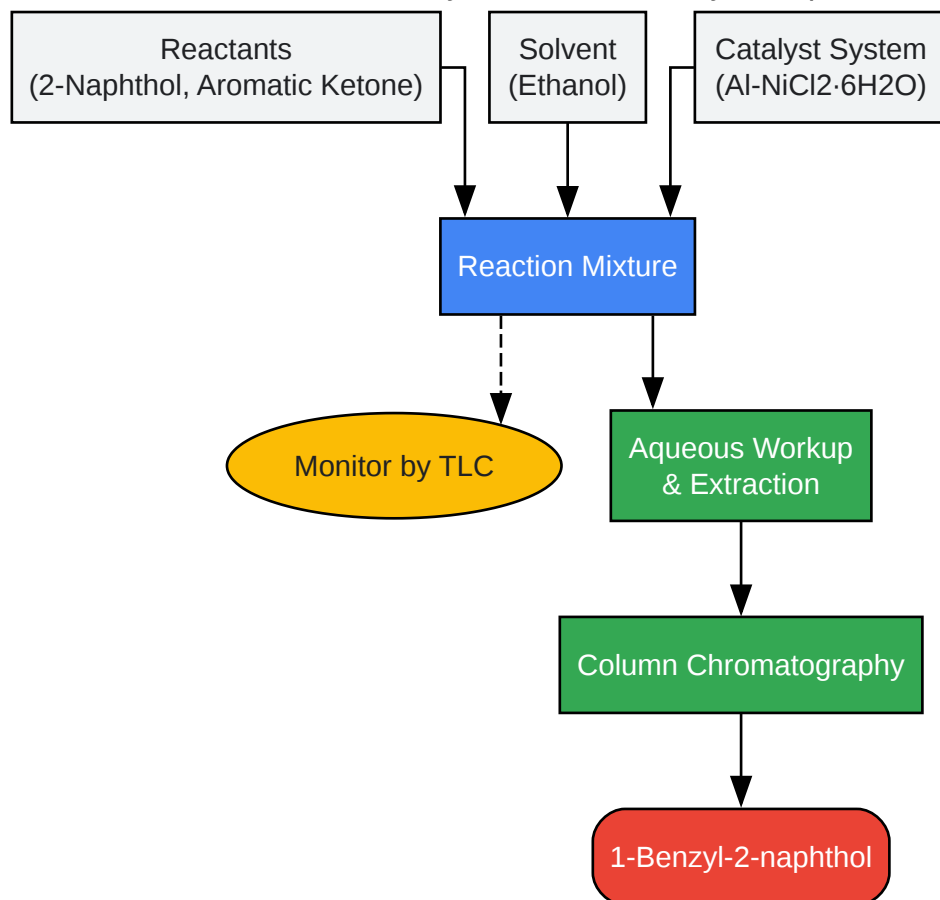 Reactants
(2-Naphthol, Aromatic Ketone)
Solvent
(Ethanol)
Catalyst System
(Al-NiCl2·6H2O)
Reaction Mixture
Monitor by TLC
Aqueous Workup
& Extraction
Column Chromatography
1-Benzyl-2-naphthol